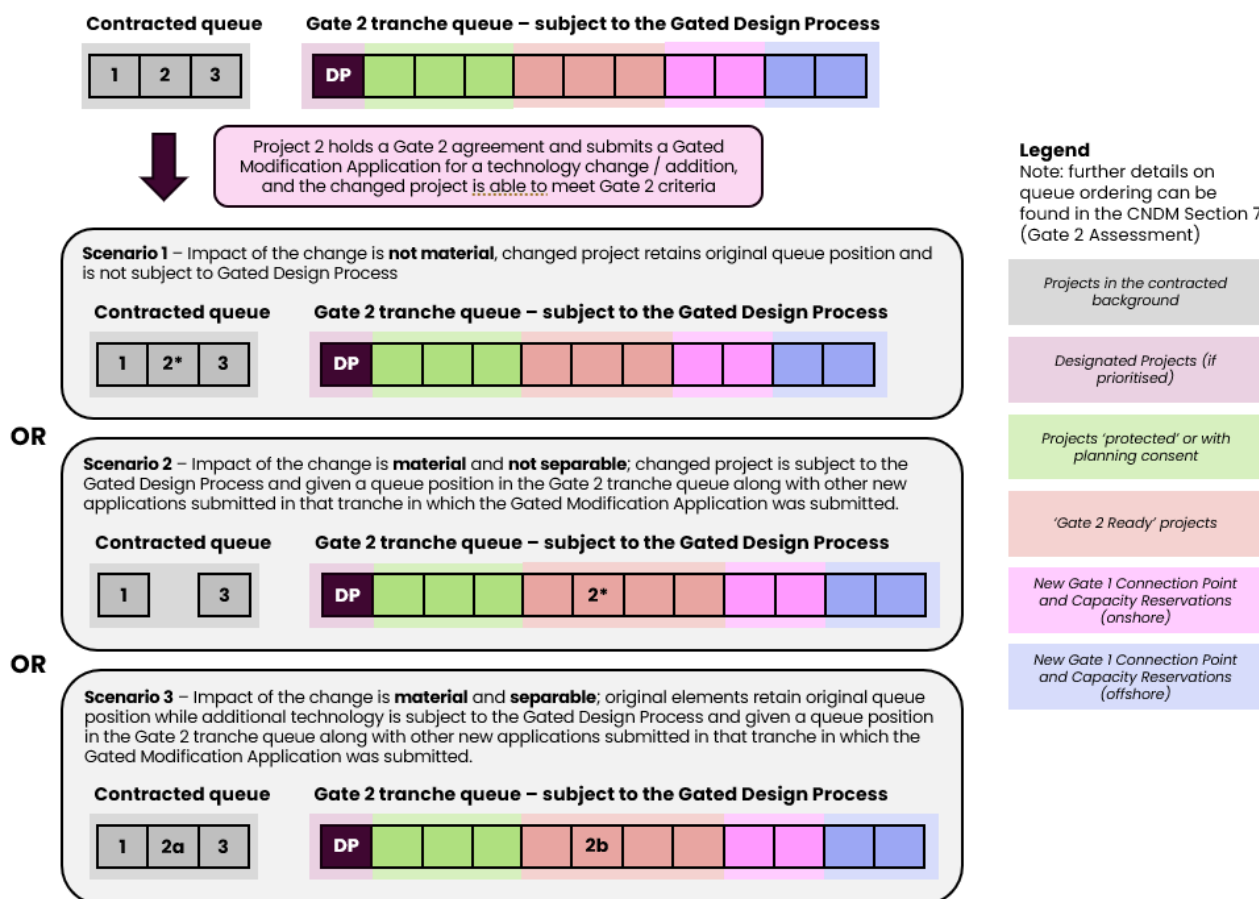 Contracted queue
Gate 2 tranche queue – subject to the Gated Design Process
1 2 3
DP
Project 2 holds a Gate 2 agreement and submits a Gated
Modification Application for a technology change / addition,
and the changed project is able to meet Gate 2 criteria
Scenario 1 – Impact of the change is not material, changed project retains original queue position and
is not subject to Gated Design Process
Contracted queue
Gate 2 tranche queue – subject to the Gated Design Process
1 2* 3
DP
OR
Scenario 2 – Impact of the change is material and not separable; changed project is subject to the
Gated Design Process and given a queue position in the Gate 2 tranche queue along with other new
applications submitted in that tranche in which the Gated Modification Application was submitted.
Contracted queue
Gate 2 tranche queue – subject to the Gated Design Process
1 3
DP 2*
OR
Scenario 3 – Impact of the change is material and separable; original elements retain original queue
position while additional technology is subject to the Gated Design Process and given a queue position
in the Gate 2 tranche queue along with other new applications submitted in that tranche in which the
Gated Modification Application was submitted.
Contracted queue
Gate 2 tranche queue – subject to the Gated Design Process
1 2a 3
DP 2b
Legend
Note: further details on
queue ordering can be
found in the CNDM Section 7
(Gate 2 Assessment)
Projects in the contracted
background
Designated Projects (if
prioritised)
Projects ‘protected’ or with
planning consent
‘Gate 2 Ready’ projects
New Gate 1 Connection Point
and Capacity Reservations
(onshore)
New Gate 1 Connection Point
and Capacity Reservations
(offshore)